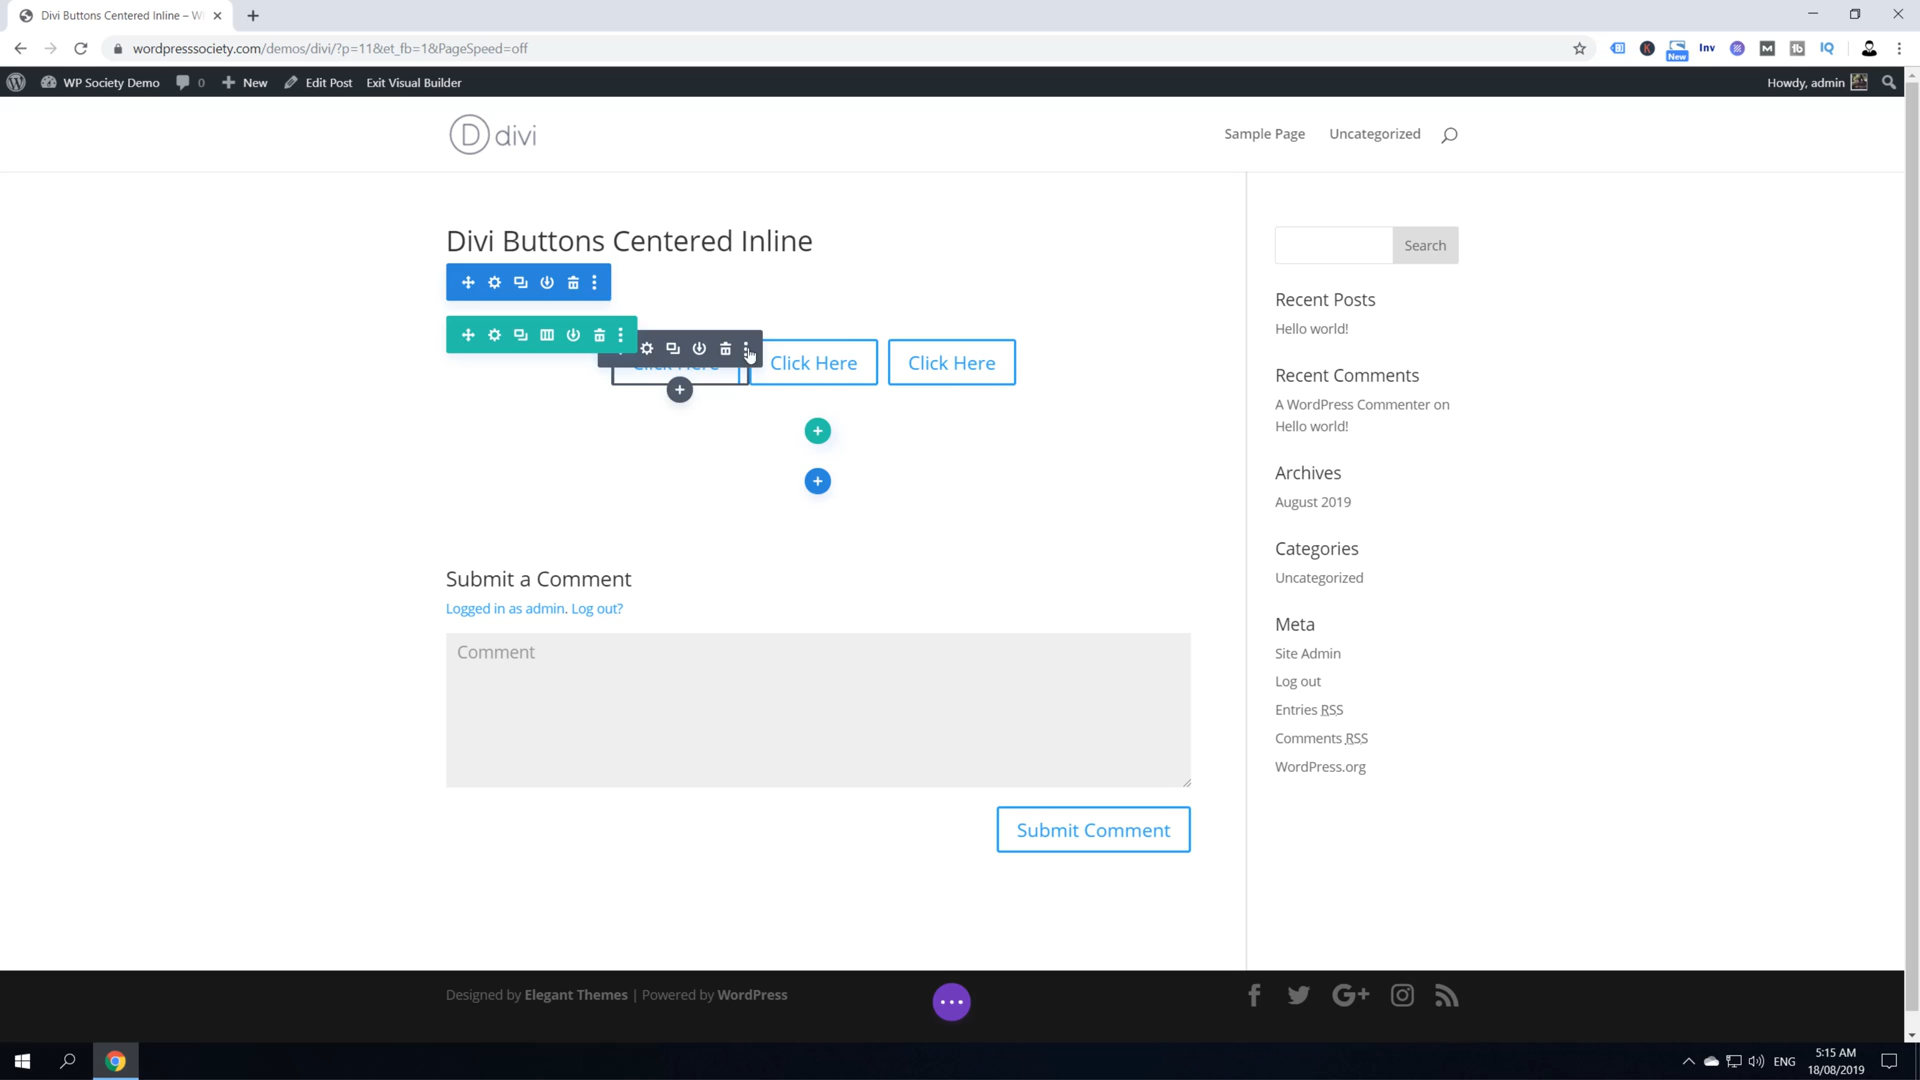 Divi Buttons Centered Inline – W
wordpresssociety.com/demos/divi/?p=11&et_fb=1&PageSpeed=off
New
Inv
IQ
WP Society Demo 0 New Edit Post Exit Visual Builder
Howdy, admin
D divi
Sample Page Uncategorized
Divi Buttons Centered Inline
Click Here
Click Here
Click Here
Submit a Comment
Logged in as admin. Log out?
Comment
Submit Comment
Search
Recent Posts
Hello world!
Recent Comments
A WordPress Commenter on
Hello world!
Archives
August 2019
Categories
Uncategorized
Meta
Site Admin
Log out
Entries RSS
Comments RSS
WordPress.org
Designed by Elegant Themes | Powered by WordPress
G+
ENG
5:15 AM
18/08/2019